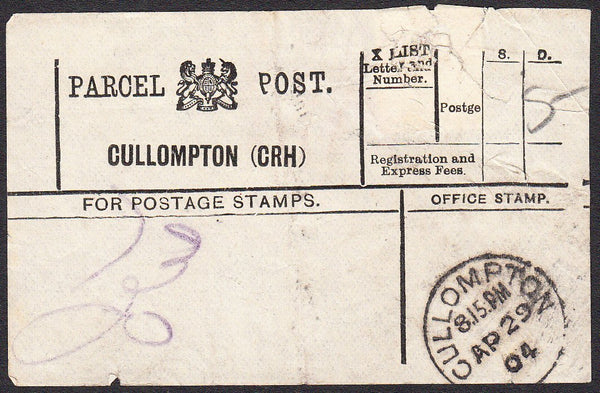 PARCEL POST.
CULLOMPTON (CRH)
X LIST
Letter and
Number.
S. D.
Postge
5
Registration and
Express Fees.
FOR POSTAGE STAMPS.
OFFICE STAMP.
CULLOMPTON
8.15.PM
AP 29
04